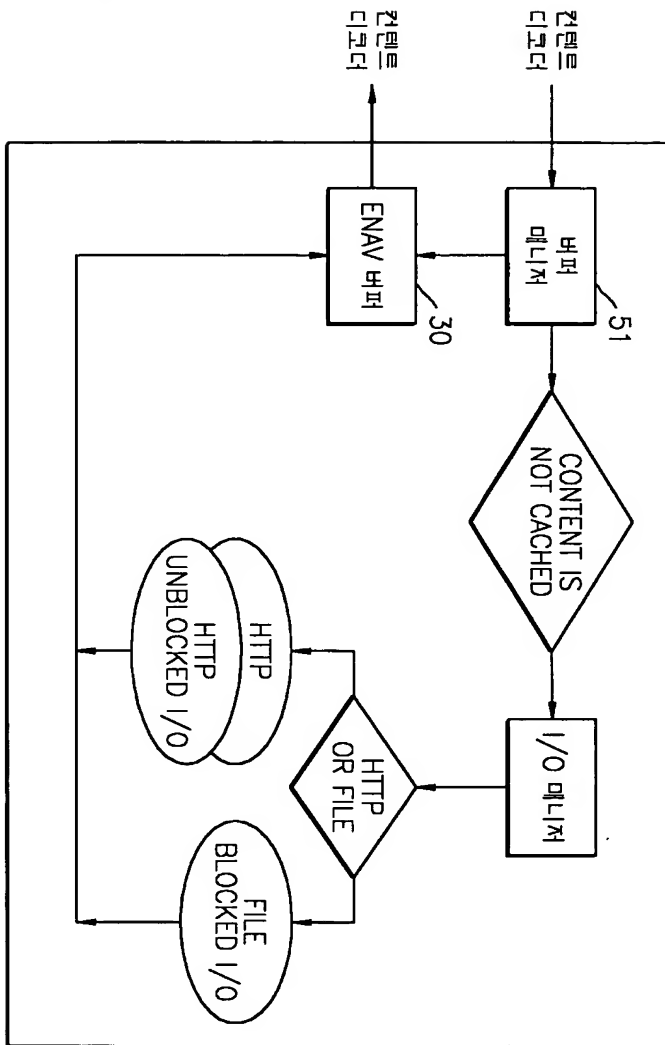 컨텐트
디코더
버퍼
매니저
51
CONTENT IS
NOT CACHED
I/O 매니저
컨텐트
디코더
ENAV 버퍼
30
HTTP
OR FILE
HTTP
HTTP
UNBLOCKED I/O
FILE
BLOCKED I/O